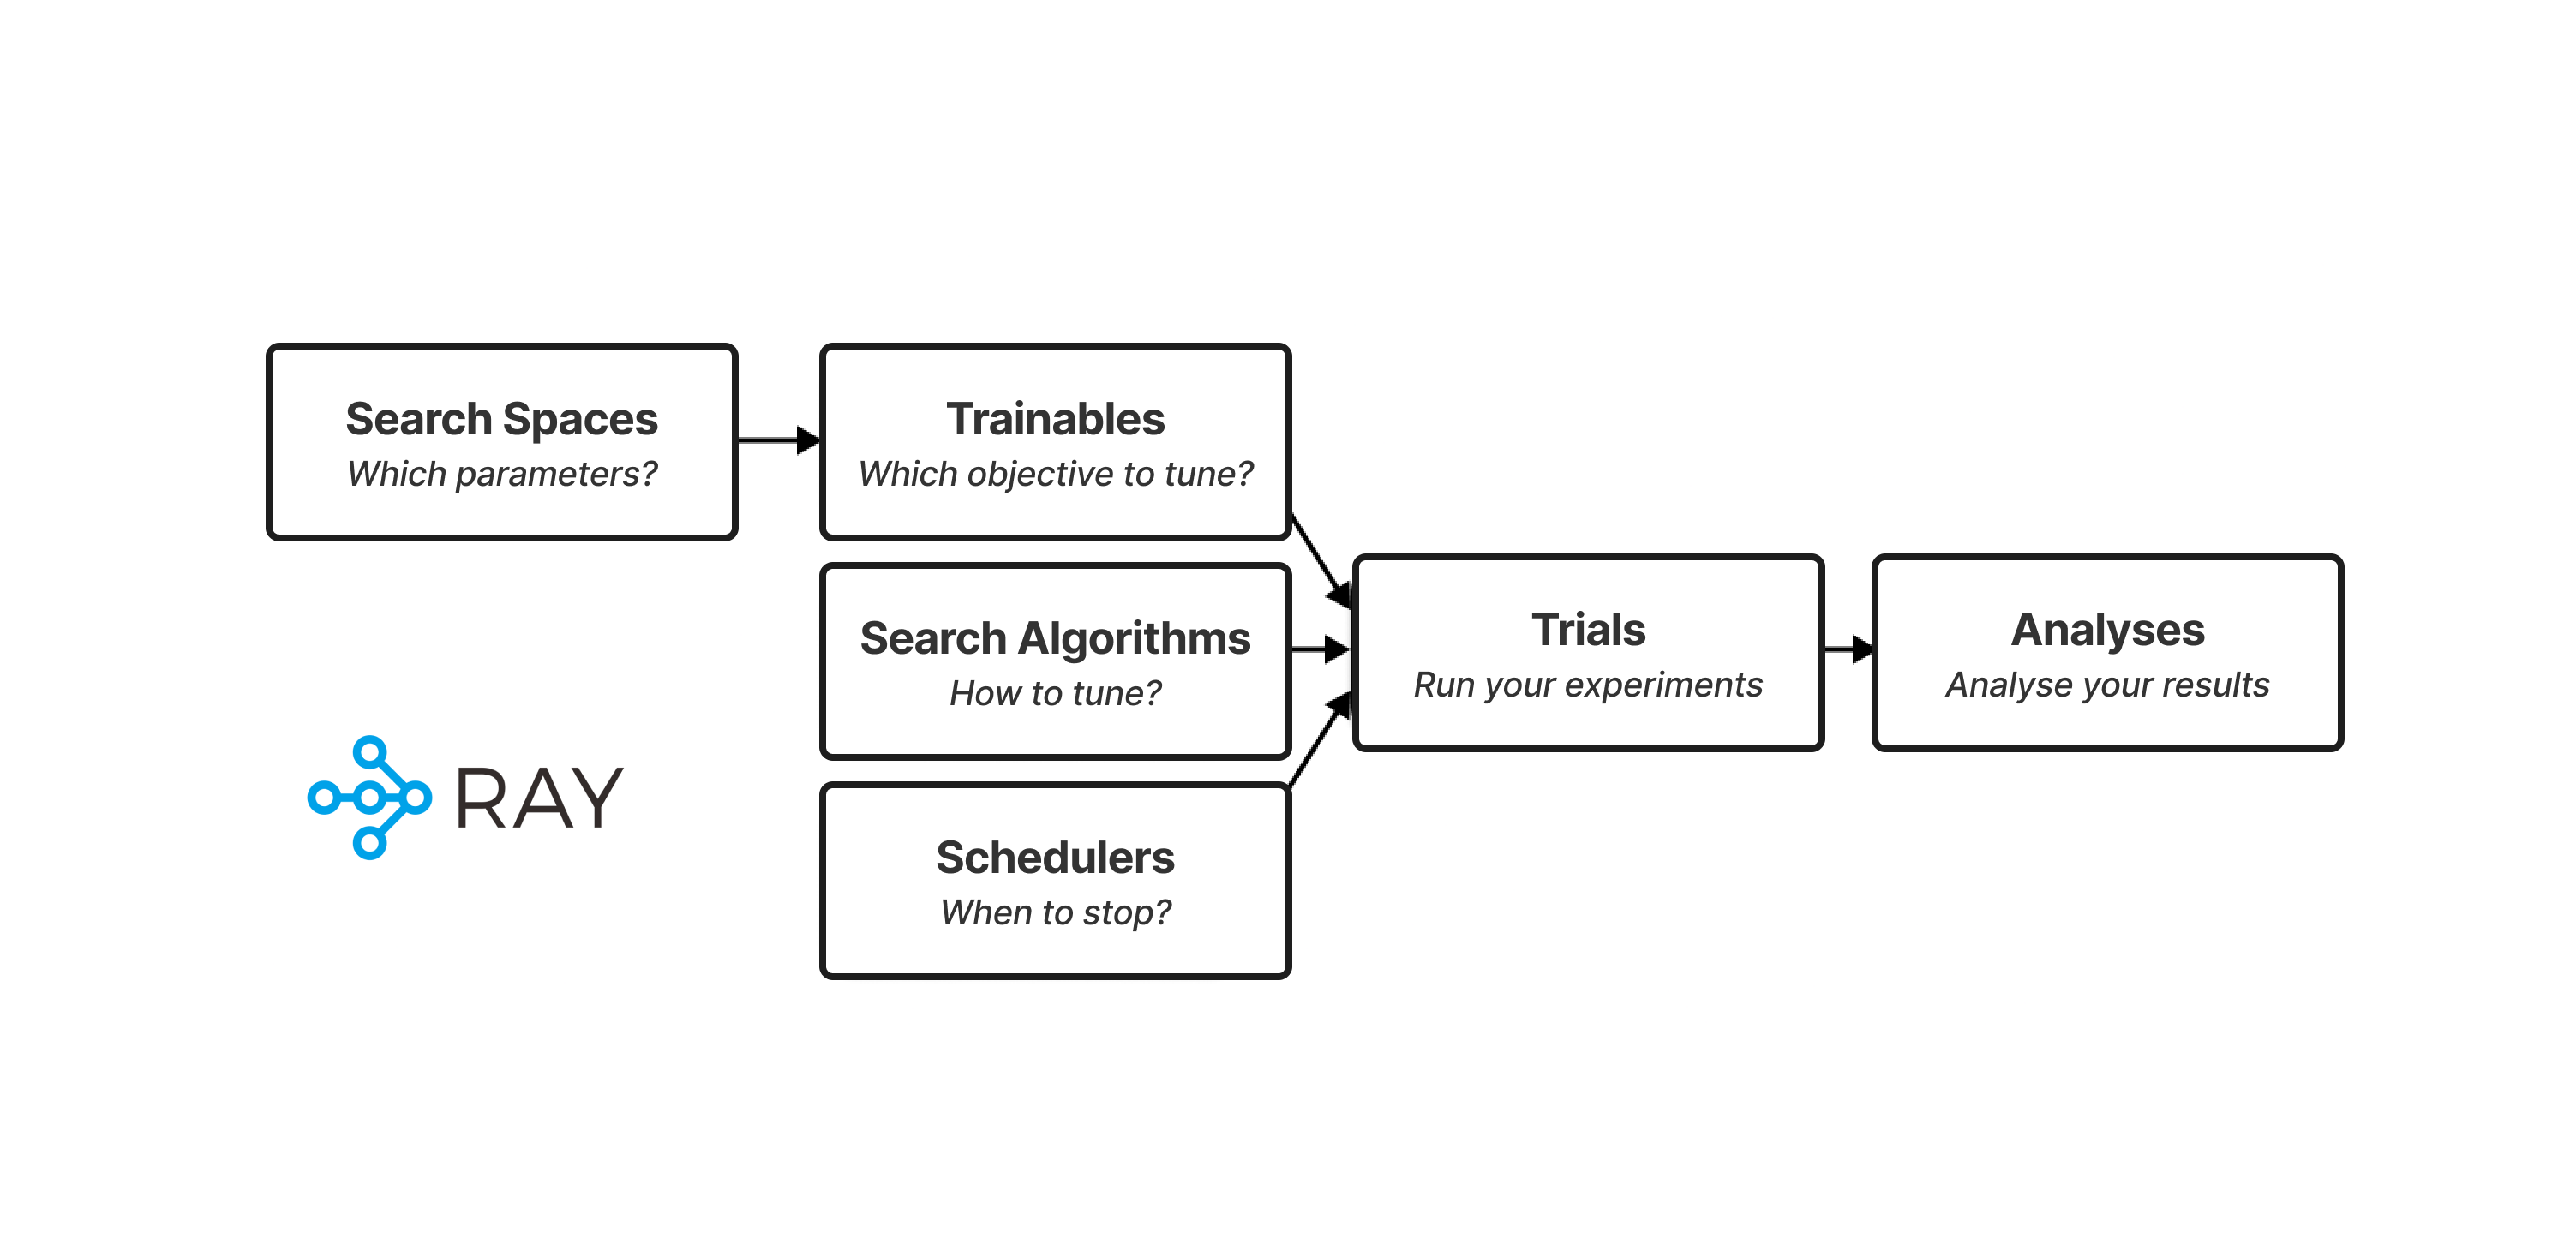 Search Spaces
Which parameters?
Trainables
Which objective to tune?
Search Algorithms
How to tune?
Schedulers
When to stop?
Trials
Run your experiments
Analyses
Analyse your results
RAY